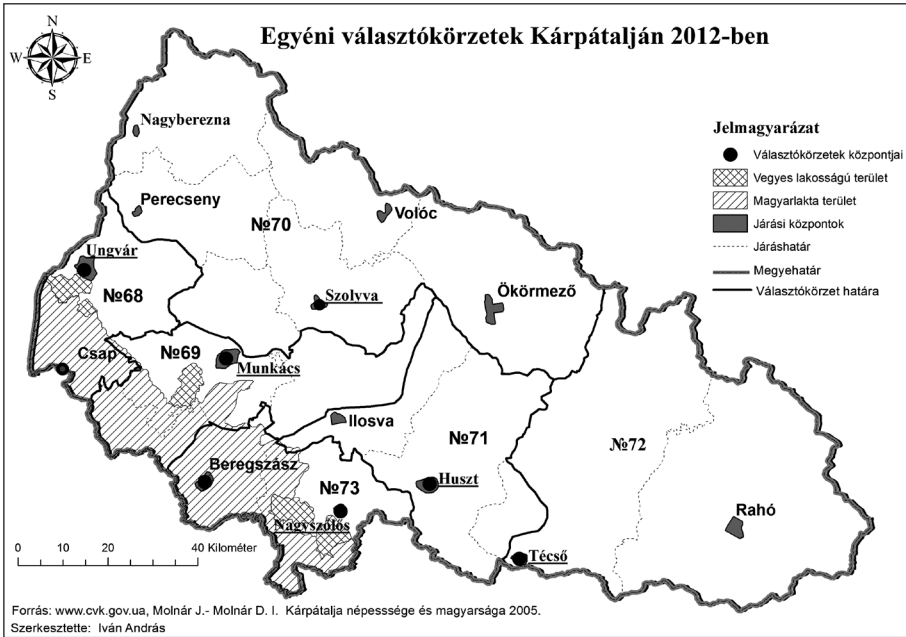 Egyéni választókörzetek Kárpátalján 2012-ben
N
W E
S
Nagyberezna
Perecseny
Volóc
№70
Ungvár
№68
Szolyva
Ökörmező
Csap
№69
Munkács
Ilosva
№71
№72
Beregszász
Huszt
№73
Nagyszőlős
Rahó
Técső
Jelmagyarázat
Választókörzetek központjai
Vegyes lakosságú terület
Magyarlakta terület
Járási központok
Járáshatár
Megyehatár
Választókörzet határa
0 10 20 40 Kilométer
Forrás: www.cvk.gov.ua, Molnár J.- Molnár D. I. Kárpátalja népesssége és magyarsága 2005.
Szerkesztette: Iván András